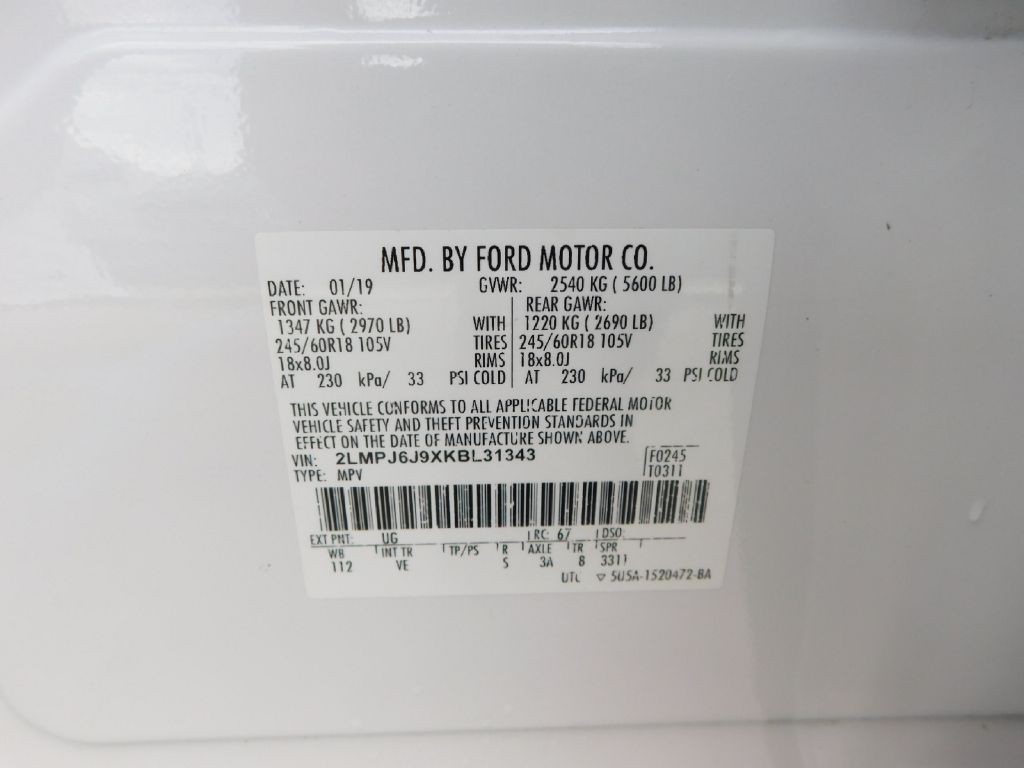 MFD. BY FORD MOTOR CO.
DATE: 01/19 GVWR: 2540 KG ( 5600 LB)
FRONT GAWR: REAR GAWR:
1347 KG ( 2970 LB) WITH 1220 KG ( 2690 LB) WITH
245/60R18 105V TIRES 245/60R18 105V TIRES
18x8.0J RIMS 18x8.0J RIMS
AT 230 kPa/ 33 PSI COLD AT 230 kPa/ 33 PSI COLD
THIS VEHICLE CONFORMS TO ALL APPLICABLE FEDERAL MOTOR
VEHICLE SAFETY AND THEFT PREVENTION STANDARDS IN
EFFECT ON THE DATE OF MANUFACTURE SHOWN ABOVE.
VIN: 2LMPJ6J9XKBL31343 F0245
TYPE: MPV T0311
EXT PNT: UG RC: 67 DSO:
WB INT TR TP/PS R AXLE TR SPR
112 VE S 3A 8 3311
UTC ▽ 5U5A-1520472-BA